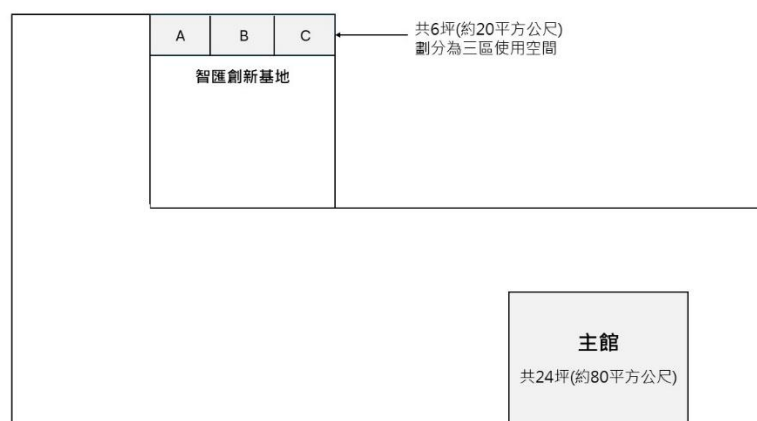 共6坪(約20平方公尺)
劃分為三區使用空間
A
B
C
智匯創新基地
主館
共24坪(約80平方公尺)